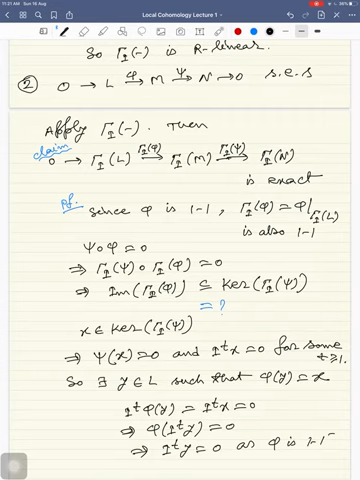 11:21 AM Sun 16 Aug
38%
Local Cohomology Lecture 1
So Γ_I(-) is R-linear.
② 0 → L →^φ M →^ψ N → 0 s.e.s
Apply Γ_I(-). Then
claim
0 → Γ_I(L) →^{Γ_I(φ)} Γ_I(M) →^{Γ_I(ψ)} Γ_I(N)
is exact
Pf. Since φ is 1-1, Γ_I(φ) = φ|_{Γ_I(L)}
is also 1-1
ψ∘φ = 0
⇒ Γ_I(ψ) ∘ Γ_I(φ) = 0
⇒ Im(Γ_I(φ)) ⊆ Ker(Γ_I(ψ))
= ?
x ∈ Ker(Γ_I(ψ))
⇒ ψ(x) = 0 and I^t x = 0 for some
t ≥ 1.
So ∃ y ∈ L such that φ(y) = x
I^t φ(y) = I^t x = 0
⇒ φ(I^t y) = 0
⇒ I^t y = 0 as φ is 1-1